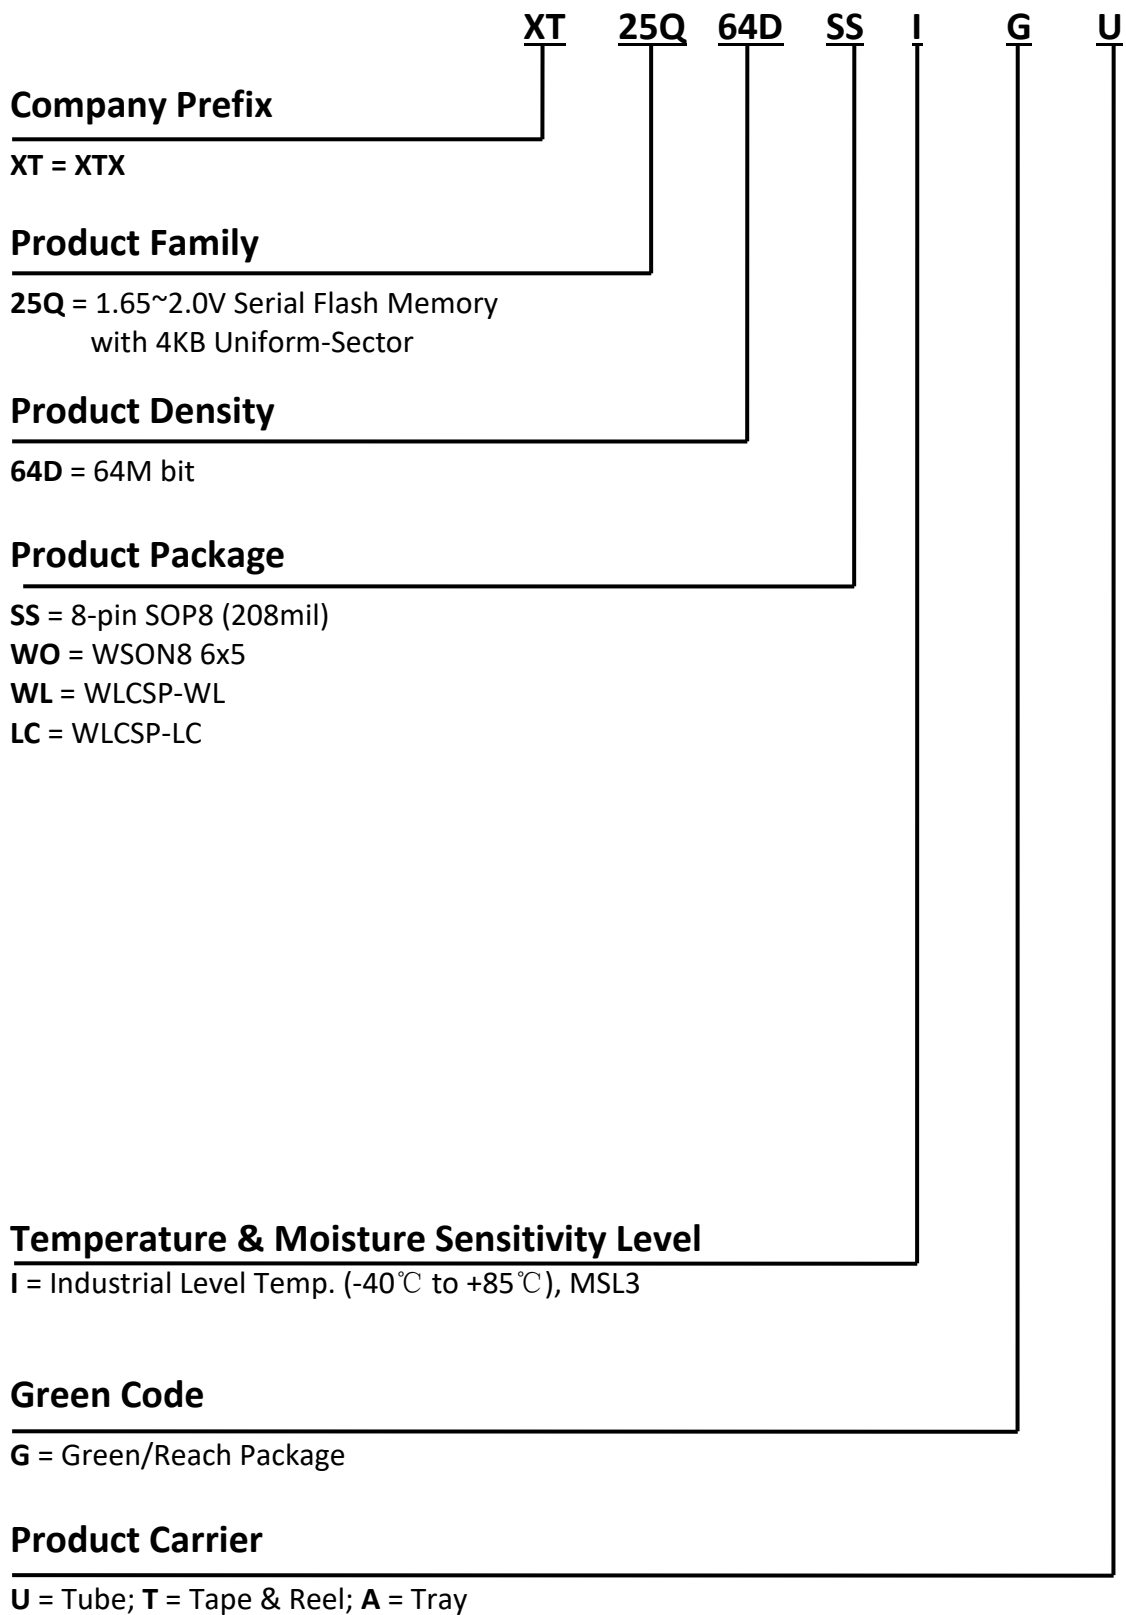 XT 25Q 64D SS I G U
Company Prefix
XT = XTX
Product Family
25Q = 1.65~2.0V Serial Flash Memory
with 4KB Uniform-Sector
Product Density
64D = 64M bit
Product Package
SS = 8-pin SOP8 (208mil)
WO = WSON8 6x5
WL = WLCSP-WL
LC = WLCSP-LC
Temperature & Moisture Sensitivity Level
I = Industrial Level Temp. (-40℃ to +85℃), MSL3
Green Code
G = Green/Reach Package
Product Carrier
U = Tube; T = Tape & Reel; A = Tray